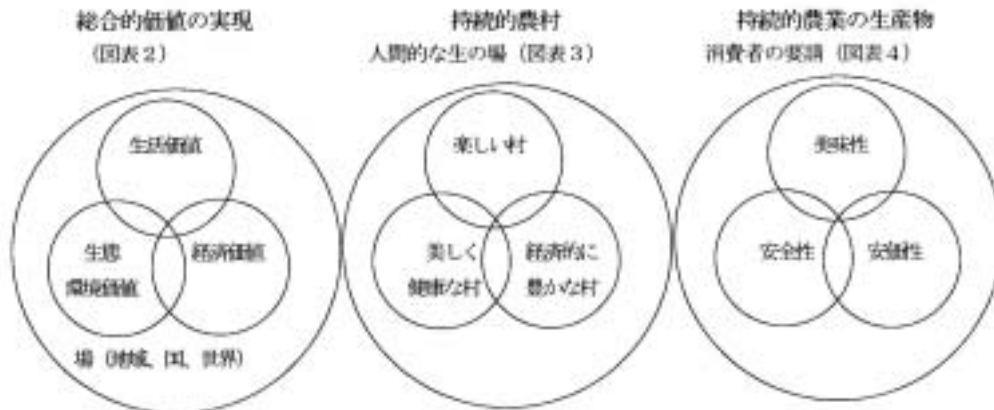 総合的価値の実現
(図表2)
生活価値
生態
環境価値
経済価値
場(地域、国、世界)
持続的農村
人間的な生の場(図表3)
楽しい村
美しく
健康な村
経済的に
豊かな村
持続的農業の生産物
消費者の要請(図表4)
美味性
安全性
安価性